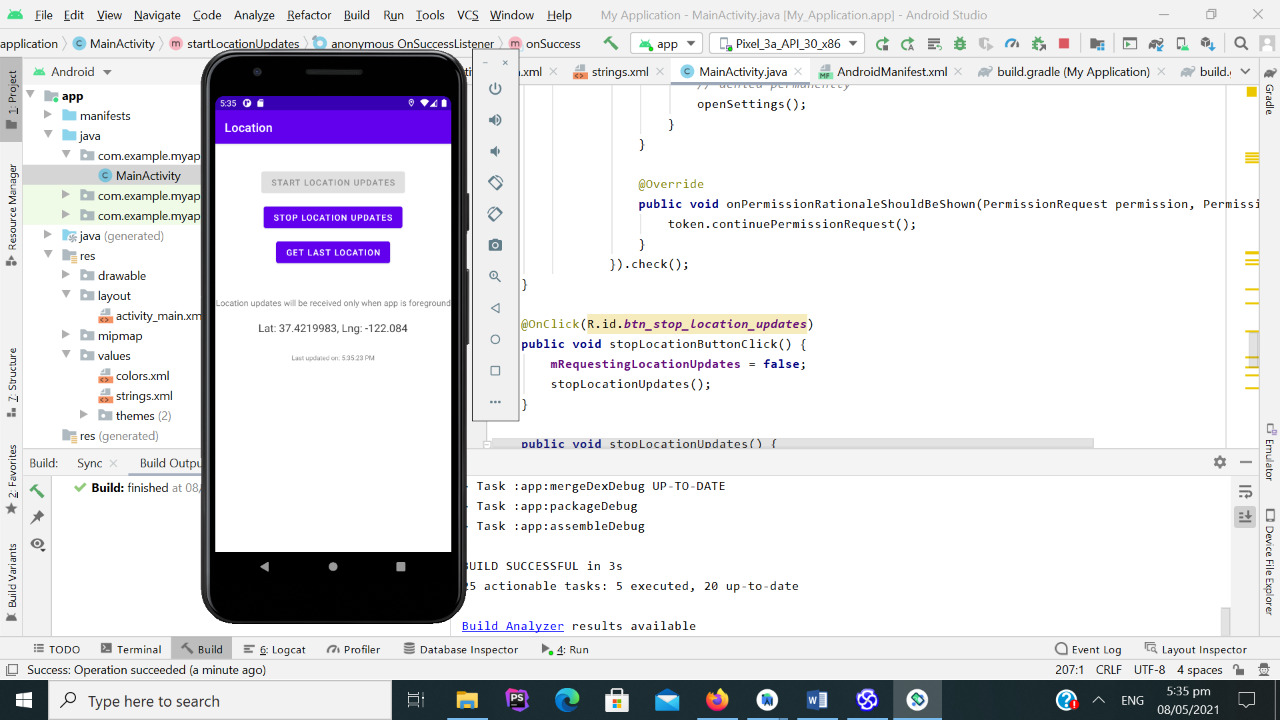 File Edit View Navigate Code Analyze Refactor Build Run Tools VCS Window Help My Application - MainActivity.java [My_Application.app] - Android Studio
application MainActivity startLocationUpdates anonymous OnSuccessListener onSuccess app Pixel_3a_API_30_x86
Android
.xml strings.xml MainActivity.java AndroidManifest.xml build.gradle (My Application) build.
1: Project
Resource Manager
7: Structure
2: Favorites
Build Variants
Gradle
Emulator
Device File Explorer
app
manifests
java
com.example.myap
MainActivity
com.example.myap
com.example.myap
java (generated)
res
drawable
layout
activity_main.xm
mipmap
values
colors.xml
strings.xml
themes (2)
res (generated)
5:35
Location
START LOCATION UPDATES
STOP LOCATION UPDATES
GET LAST LOCATION
Location updates will be received only when app is foreground
Lat: 37.4219983, Lng: -122.084
Last updated on: 5:35:23 PM
// denied permanently
openSettings();
}
}
@Override
public void onPermissionRationaleShouldBeShown(PermissionRequest permission, Permis
token.continuePermissionRequest();
}
}).check();
}
@OnClick(R.id.btn_stop_location_updates)
public void stopLocationButtonClick() {
mRequestingLocationUpdates = false;
stopLocationUpdates();
}
public void stopLocationUpdates() {
Build: Sync Build Outpu
Build: finished at 08/
Task :app:mergeDexDebug UP-TO-DATE
Task :app:packageDebug
Task :app:assembleDebug
BUILD SUCCESSFUL in 3s
25 actionable tasks: 5 executed, 20 up-to-date
Build Analyzer results available
TODO Terminal Build 6: Logcat Profiler Database Inspector 4: Run Event Log Layout Inspector
Success: Operation succeeded (a minute ago) 207:1 CRLF UTF-8 4 spaces
Type here to search
PS
W
ENG
5:35 pm
08/05/2021